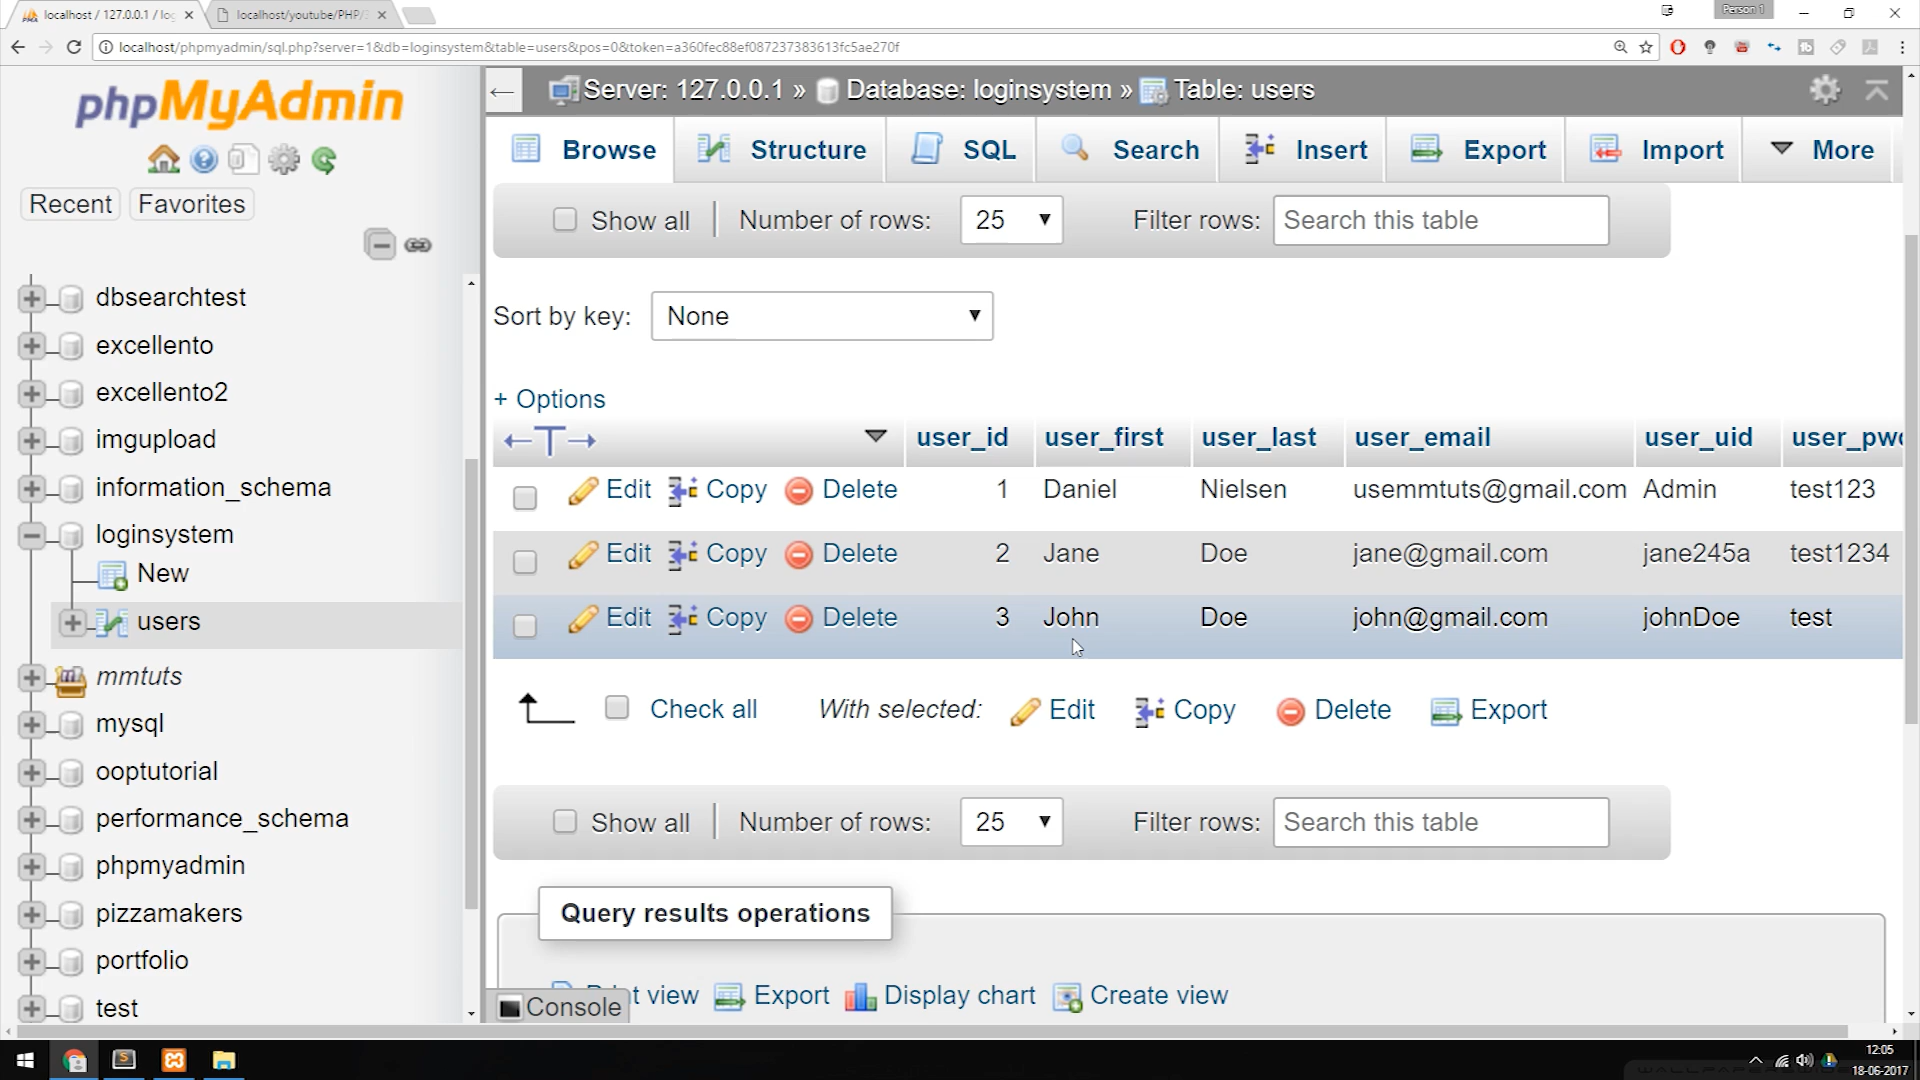 localhost / 127.0.0.1 / log
localhost/youtube/PHP/
Person 1
localhost/phpmyadmin/sql.php?server=1&db=loginsystem&table=users&pos=0&token=a360fec88ef087237383613fc5ae270f
phpMyAdmin
Recent
Favorites
dbsearchtest
excellento
excellento2
imgupload
information_schema
loginsystem
New
users
mmtuts
mysql
ooptutorial
performance_schema
phpmyadmin
pizzamakers
portfolio
test
Server: 127.0.0.1 » Database: loginsystem » Table: users
Browse Structure SQL Search Insert Export Import More
Show all Number of rows: 25 Filter rows: Search this table
Sort by key: None
+ Options
user_id user_first user_last user_email user_uid user_pwd
Edit Copy Delete 1 Daniel Nielsen usemmtuts@gmail.com Admin test123
Edit Copy Delete 2 Jane Doe jane@gmail.com jane245a test1234
Edit Copy Delete 3 John Doe john@gmail.com johnDoe test
Check all With selected: Edit Copy Delete Export
Show all Number of rows: 25 Filter rows: Search this table
Query results operations
Print view Export Display chart Create view
Console
12:05
18-06-2017